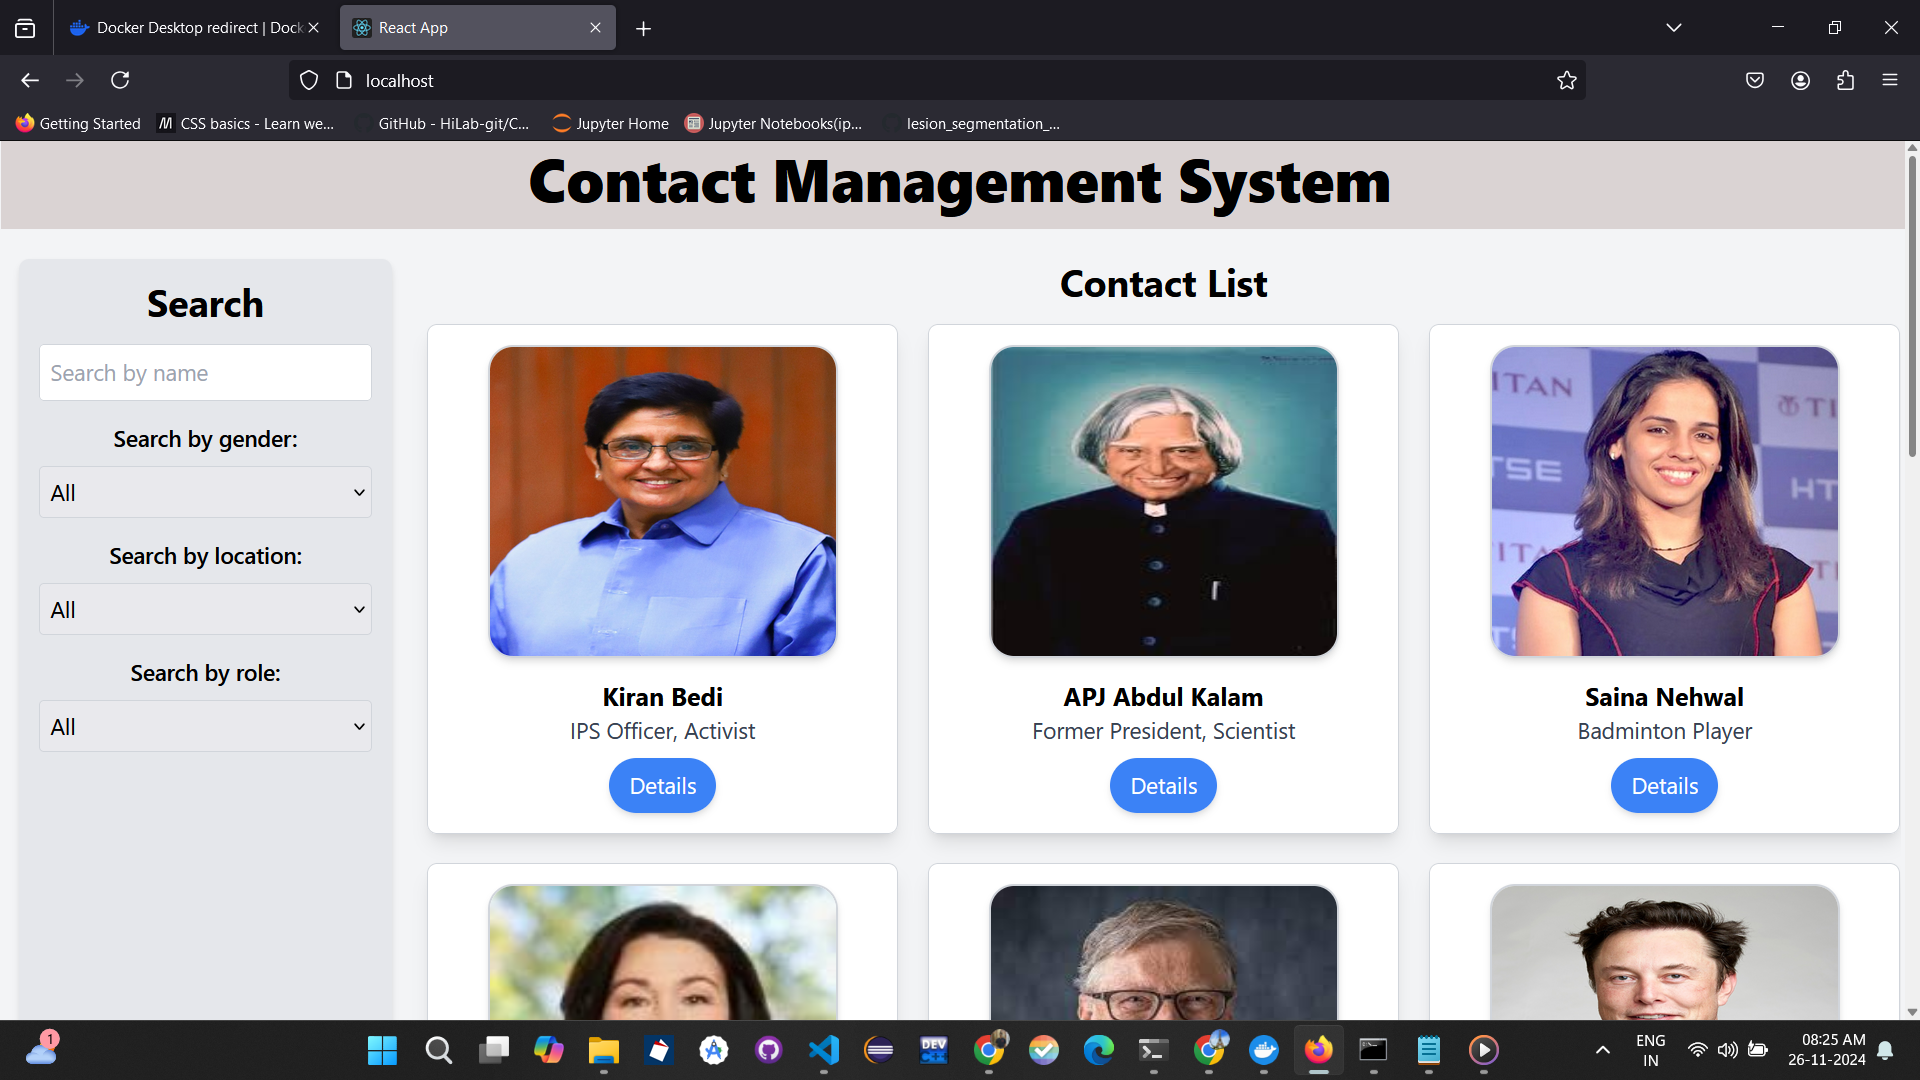 Docker Desktop redirect | Dock
React App
localhost
Getting Started
CSS basics - Learn we...
GitHub - HiLab-git/C...
Jupyter Home
Jupyter Notebooks(ip...
lesion_segmentation_...
Contact Management System
Search
Search by name
Search by gender:
All
Search by location:
All
Search by role:
All
Contact List
Kiran Bedi
IPS Officer, Activist
Details
APJ Abdul Kalam
Former President, Scientist
Details
TITAN
HTSE
Saina Nehwal
Badminton Player
Details
1
DEV
C++
ENG
IN
08:25 AM
26-11-2024